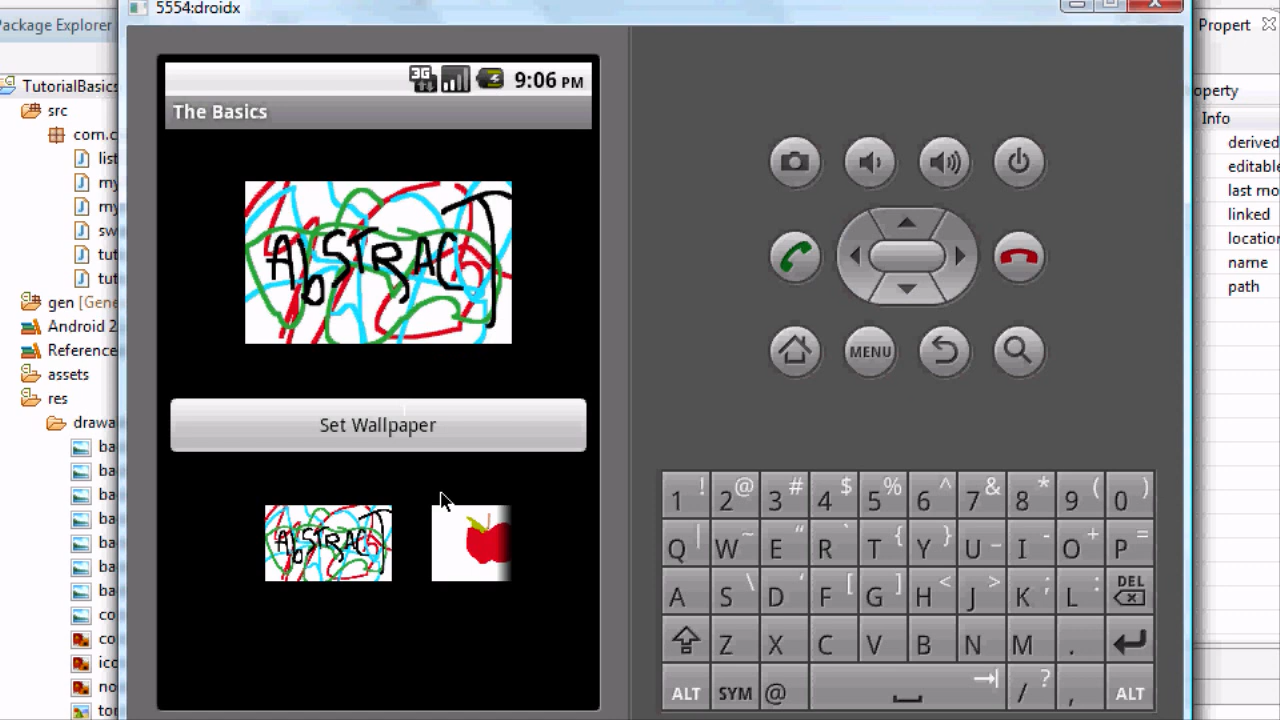 5554:droidx
Package Explorer
Propert
TutorialBasics
operty
src
Info
com.c
list
my
my
sw
tut
tut
gen [Gene
Android 2
Reference
assets
res
drawa
ba
ba
ba
ba
ba
ba
ba
co
co
ico
no
tor
derived
editable
last mo
linked
location
name
path
3G
9:06 PM
The Basics
AbSTRACT
Set Wallpaper
AbSTRACT
MENU
1 ! 2 @ 3 # 4 $ 5 % 6 ^ 7 & 8 * 9 ( 0 )
Q | W ~ E “ R ` T { Y } U _ I - O + P =
A S \ D ‘ F [ G ] H < J > K ; L : DEL
Z X C V B N M .
ALT SYM @ / ? , ALT